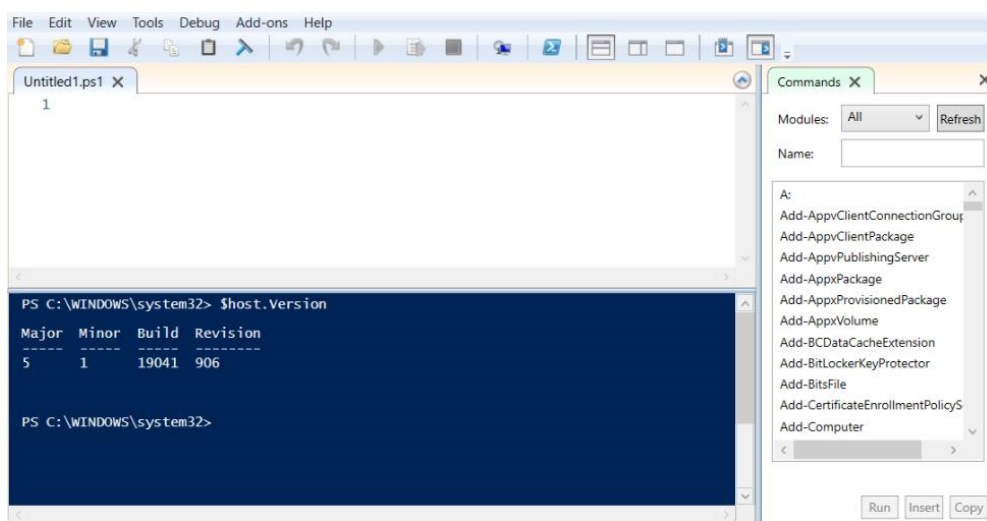 File Edit View Tools Debug Add-ons Help
Untitled1.ps1
1
PS C:\WINDOWS\system32> $host.Version
Major Minor Build Revision
----- ----- ----- --------
5 1 19041 906
PS C:\WINDOWS\system32>
Commands
Modules: All Refresh
Name:
A:
Add-AppvClientConnectionGroup
Add-AppvClientPackage
Add-AppvPublishingServer
Add-AppxPackage
Add-AppxProvisionedPackage
Add-AppxVolume
Add-BCDataCacheExtension
Add-BitLockerKeyProtector
Add-BitsFile
Add-CertificateEnrollmentPolicyS
Add-Computer
Run Insert Copy